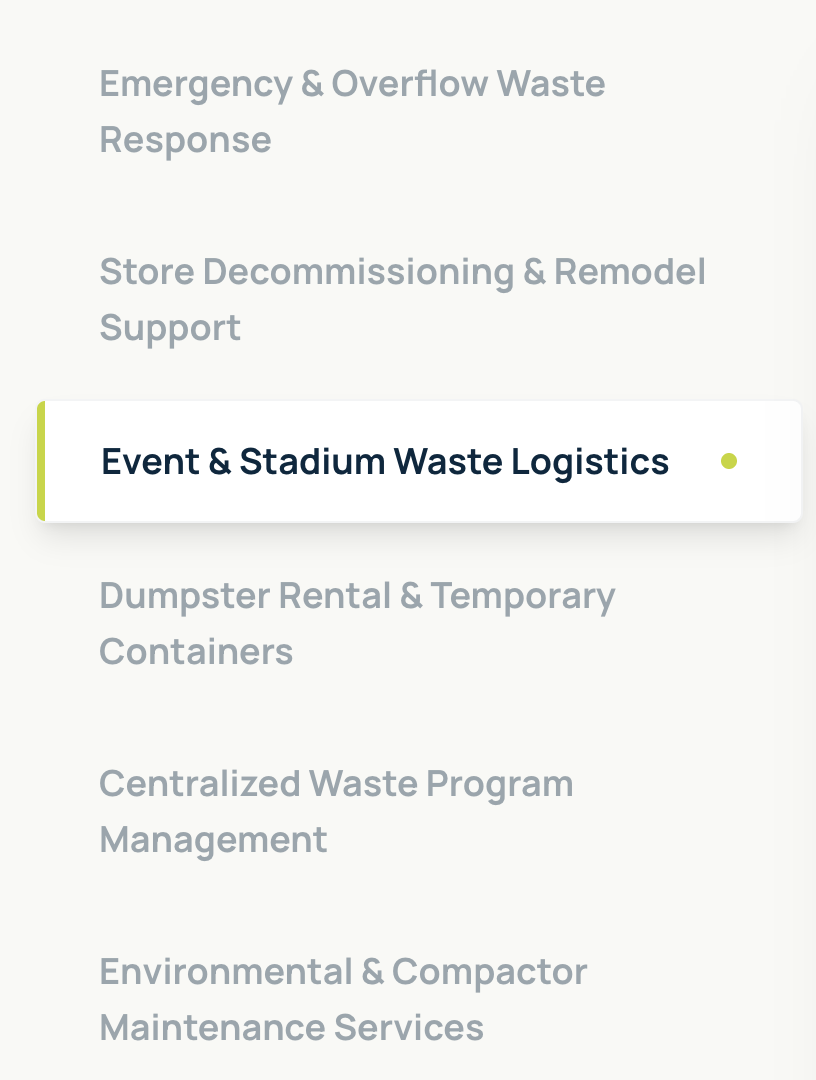 Emergency & Overflow Waste
Response
Store Decommissioning & Remodel
Support
Event & Stadium Waste Logistics
Dumpster Rental & Temporary
Containers
Centralized Waste Program
Management
Environmental & Compactor
Maintenance Services